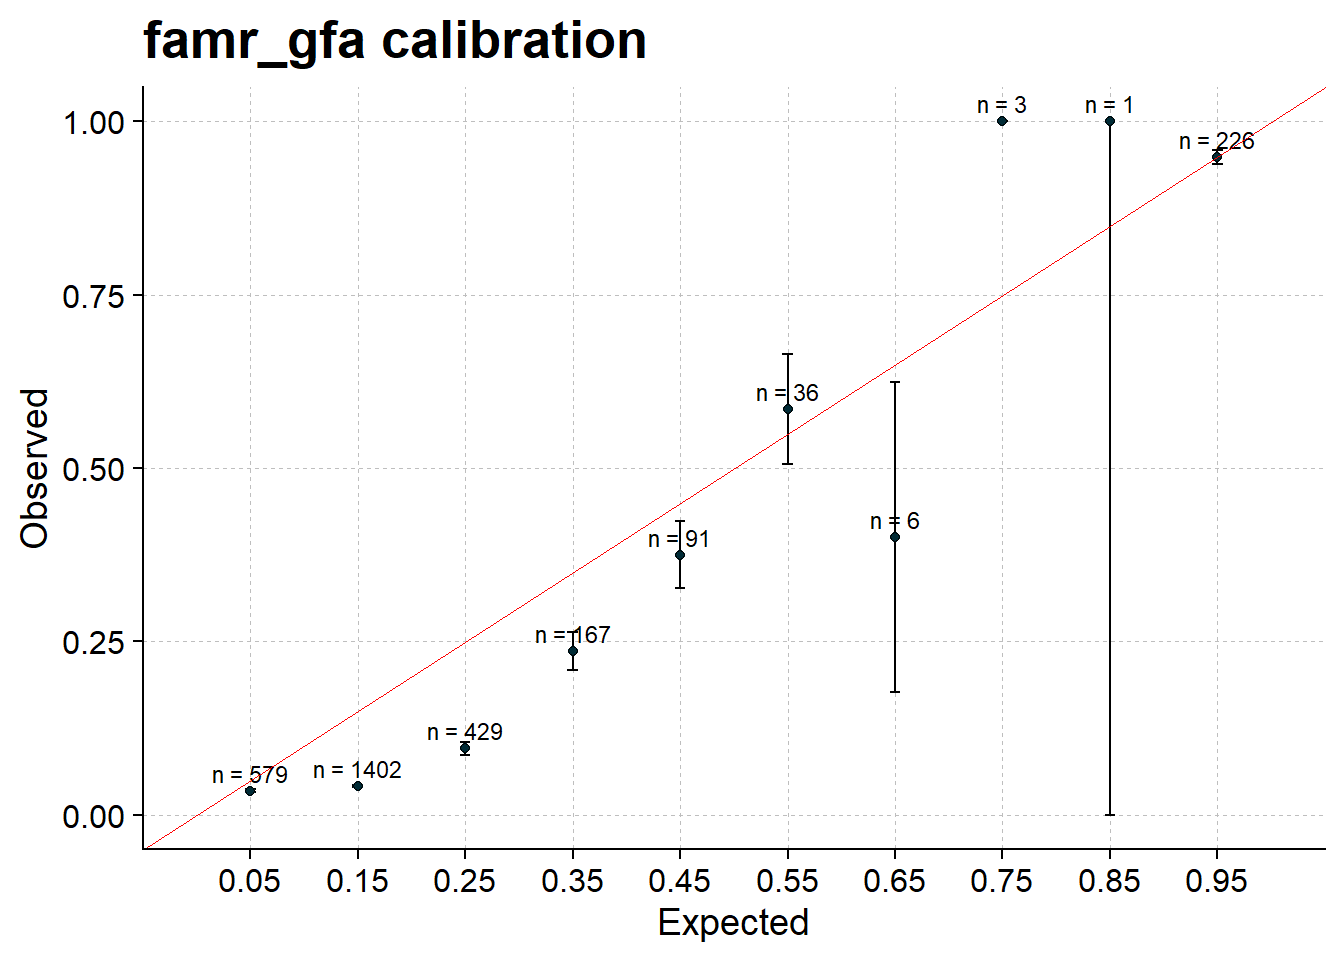 famr_gfa calibration
n = 3
n = 1
1.00
n = 226
0.75
n = 36
0.50
n = 6
n = 91
0.25
n = 167
n = 429
n = 579
n = 1402
0.00
Observed
0.05 0.15 0.25 0.35 0.45 0.55 0.65 0.75 0.85 0.95
Expected